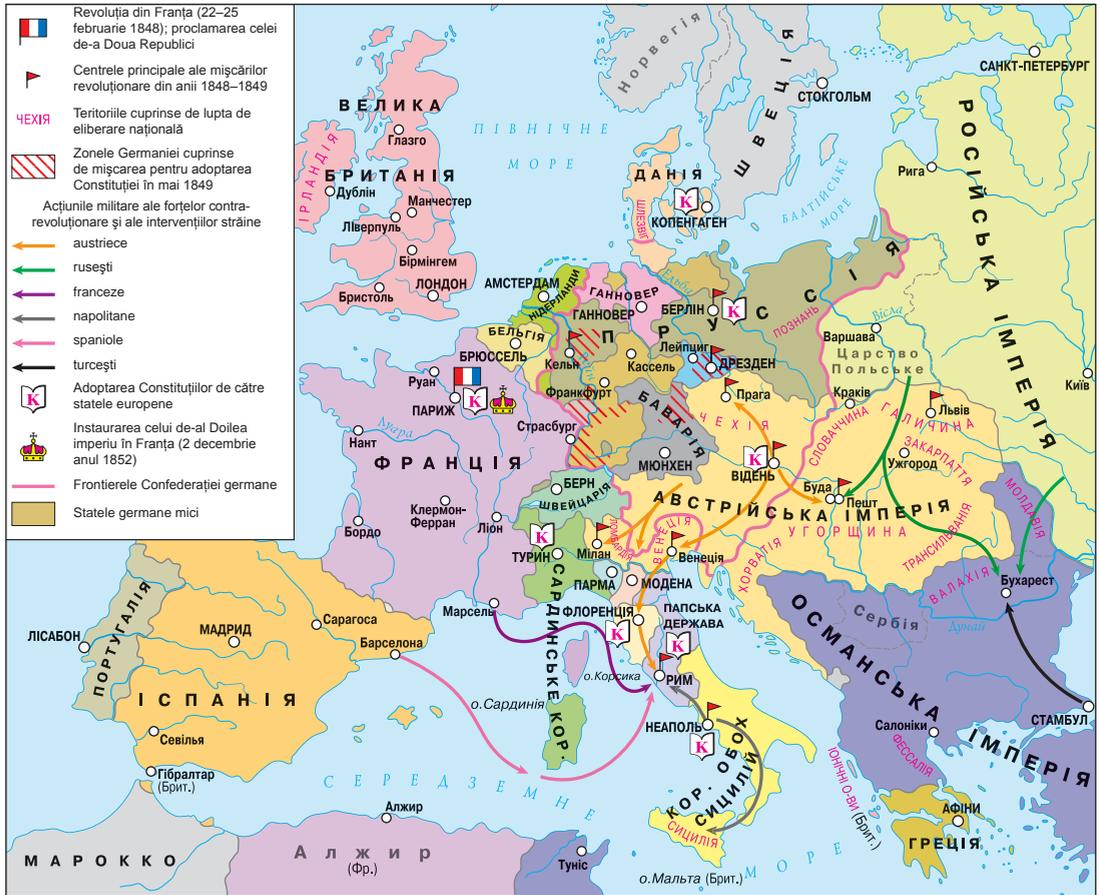 Revoluția din Franța (22–25
februarie 1848); proclamarea celei
de-a Doua Republici
Centrele principale ale mișcărilor
revoluționare din anii 1848–1849
ЧЕХІЯ
Teritoriile cuprinse de lupta de
eliberare națională
Zonele Germaniei cuprinse
de mișcarea pentru adoptarea
Constituției în mai 1849
Acțiunile militare ale forțelor contra-
revoluționare și ale intervențiilor străine
austriece
rusești
franceze
napolitane
spaniole
turcești
K
Adoptarea Constituțiilor de către
statele europene
Instaurarea celui de-al Doilea
imperiu în Franța (2 decembrie
anul 1852)
Frontierele Confederației germane
Statele germane mici
Норвегія
ШВЕЦІЯ
СТОКГОЛЬМ
САНКТ-ПЕТЕРБУРГ
РОСІЙСЬКА ІМПЕРІЯ
Рига
Київ
ВЕЛИКА
БРИТАНІЯ
Глазго
ІРЛАНДІЯ
Дублін
Манчестер
Ліверпуль
Бірмінгем
Бристоль
ЛОНДОН
ПІВНІЧНЕ
МОРЕ
БАЛТІЙСЬКЕ
МОРЕ
ДАНІЯ
K
КОПЕНГАГЕН
ШЛЕЗВІГ
АМСТЕРДАМ
НІДЕРЛАНДИ
БЕЛЬГІЯ
БРЮССЕЛЬ
ГАННОВЕР
ГАННОВЕР
Ельба
БЕРЛІН
K
ПРУССІЯ
ПОЗНАНЬ
Вісла
Варшава
Царство
Польське
Кельн
Кассель
Лейпциг
ДРЕЗДЕН
Франкфурт
Страсбург
БАВАРІЯ
МЮНХЕН
Прага
ЧЕХІЯ
Краків
Львів
ГАЛИЧИНА
СЛОВАЧЧИНА
ЗАКАРПАТТЯ
Ужгород
K
ВІДЕНЬ
Буда
Пешт
АВСТРІЙСЬКА ІМПЕРІЯ
УГОРЩИНА
ТРАНСИЛЬВАНІЯ
ХОРВАТІЯ
МОЛДАВІЯ
ВАЛАХІЯ
Бухарест
Дунай
Сербія
ОСМАНСЬКА ІМПЕРІЯ
СТАМБУЛ
Салоніки
ФЕССАЛІЯ
ІОНІЧНІ О-ВИ (Брит.)
АФІНИ
ГРЕЦІЯ
Руан
ПАРИЖ
K
Луара
Нант
ФРАНЦІЯ
Клермон-
Ферран
Ліон
Бордо
Марсель
БЕРН
ШВЕЙЦАРІЯ
K
ТУРИН
Мілан
ЛОМБАРДІЯ
ВЕНЕЦІЯ
Венеція
ПАРМА
МОДЕНА
ФЛОРЕНЦІЯ
K
ПАПСЬКА
ДЕРЖАВА
K
РИМ
САРДИНСЬКЕ КОР.
о.Корсика
о.Сардинія
НЕАПОЛЬ
K
КОР. ОБОХ
СИЦИЛІЙ
СИЦИЛІЯ
о.Мальта (Брит.)
ПОРТУГАЛІЯ
ЛІСАБОН
МАДРИД
Сарагоса
Барселона
ІСПАНІЯ
Севілья
Гібралтар
(Брит.)
СЕРЕДЗЕМНЕ
МОРЕ
МАРОККО
Алжир
Алжир
(Фр.)
Туніс